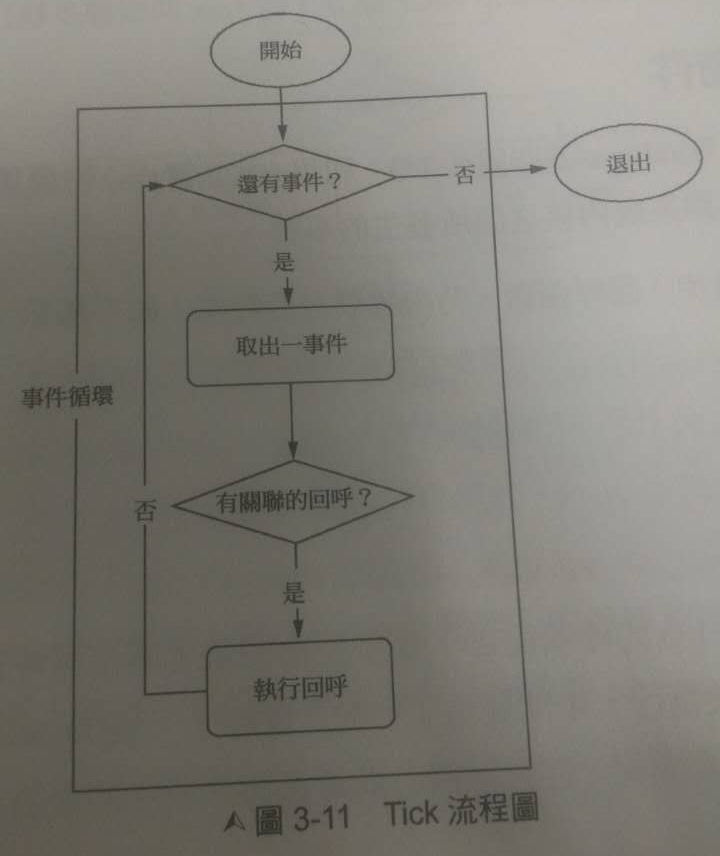 開始
還有事件？
否
退出
是
取出一事件
事件循環
有關聯的回呼？
否
是
執行回呼
圖 3-11 Tick 流程圖